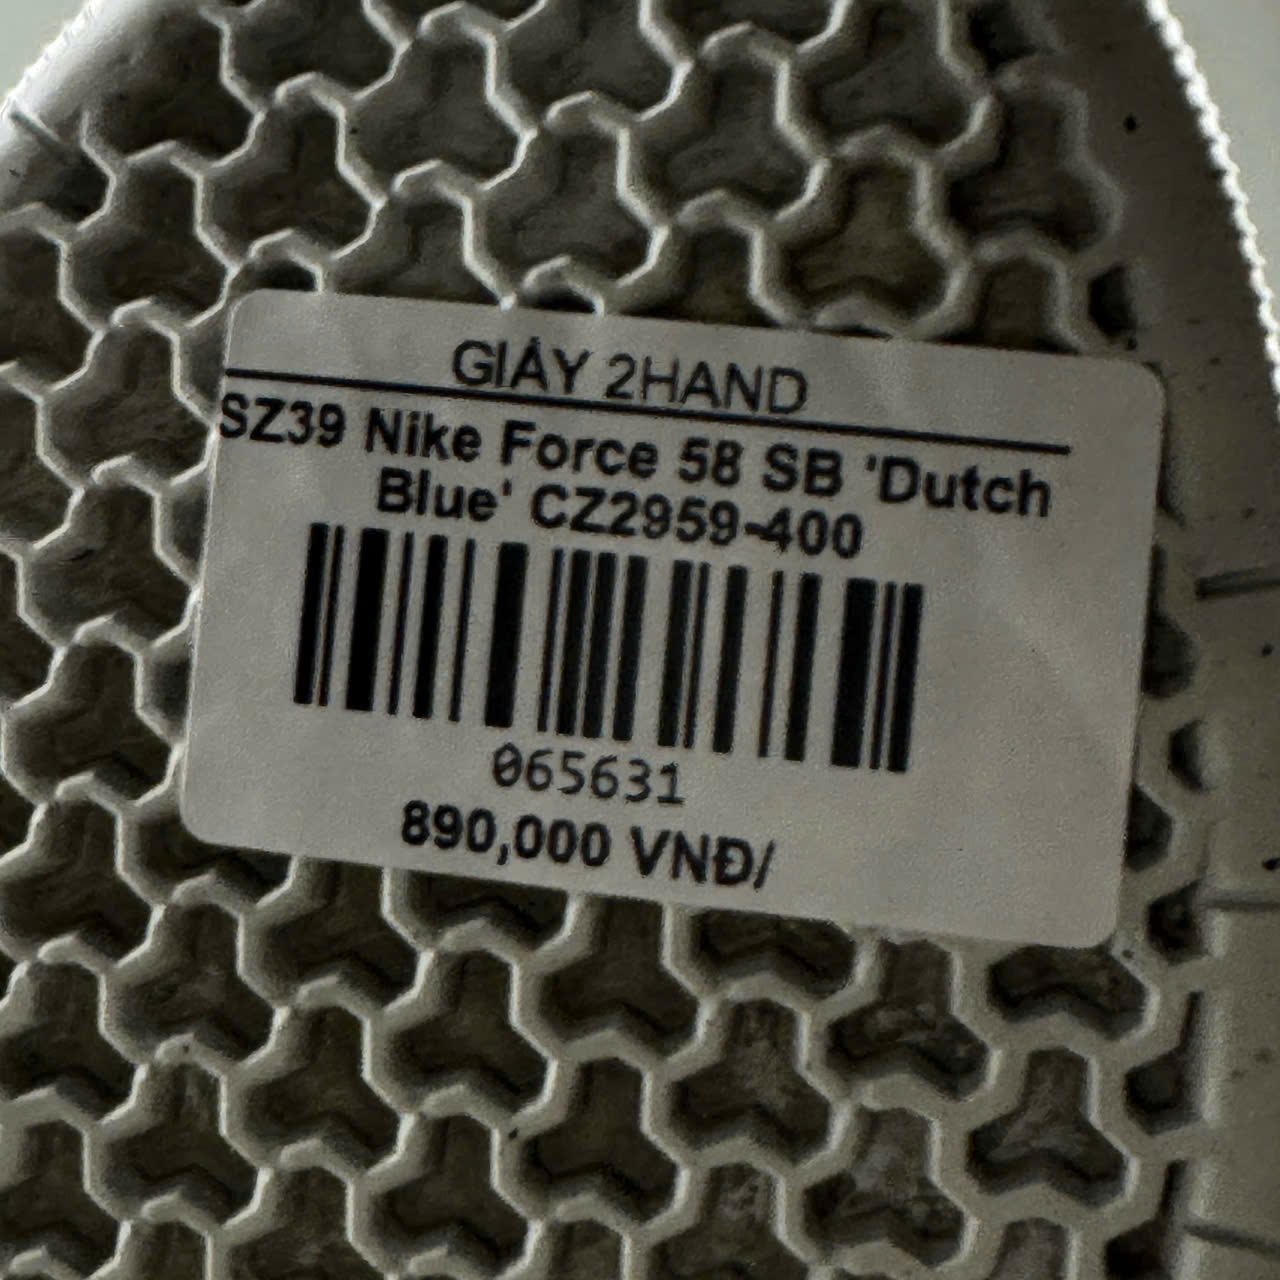 GIÀY 2HAND
SZ39 Nike Force 58 SB 'Dutch
Blue' CZ2959-400
065631
890,000 VNĐ/